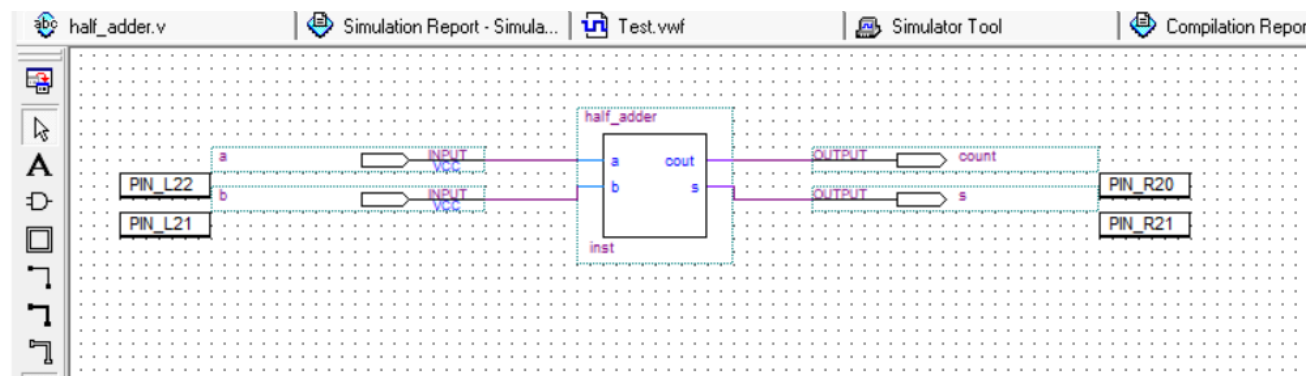 half_adder.v Simulation Report - Simula... Test.vwf Simulator Tool Compilation Repor
half_adder
a INPUT VCC a cout OUTPUT count
PIN_L22 b INPUT VCC b s OUTPUT s PIN_R20
PIN_L21 PIN_R21
inst
abc
A